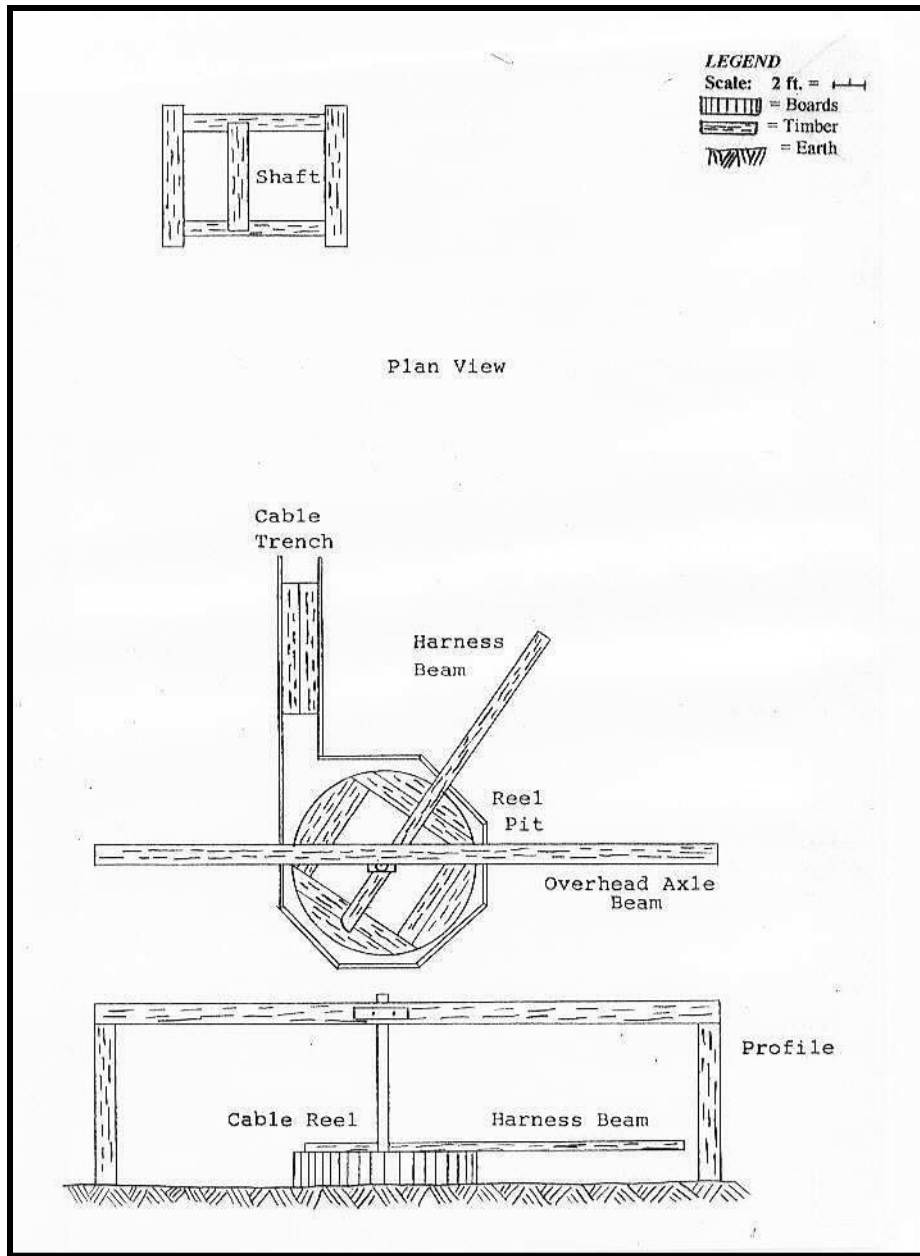 LEGEND
Scale: 2 ft. =
= Boards
= Timber
= Earth
Shaft
Plan View
Cable
Trench
Harness
Beam
Reel
Pit
Overhead Axle
Beam
Profile
Cable Reel
Harness Beam